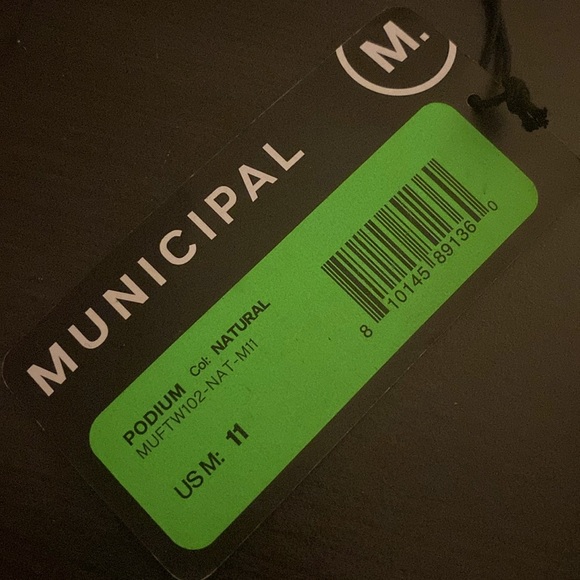 M.
MUNICIPAL
8 10145 89136 0
PODIUM Col: NATURAL
MUFTW102-NAT-M11
US M: 11